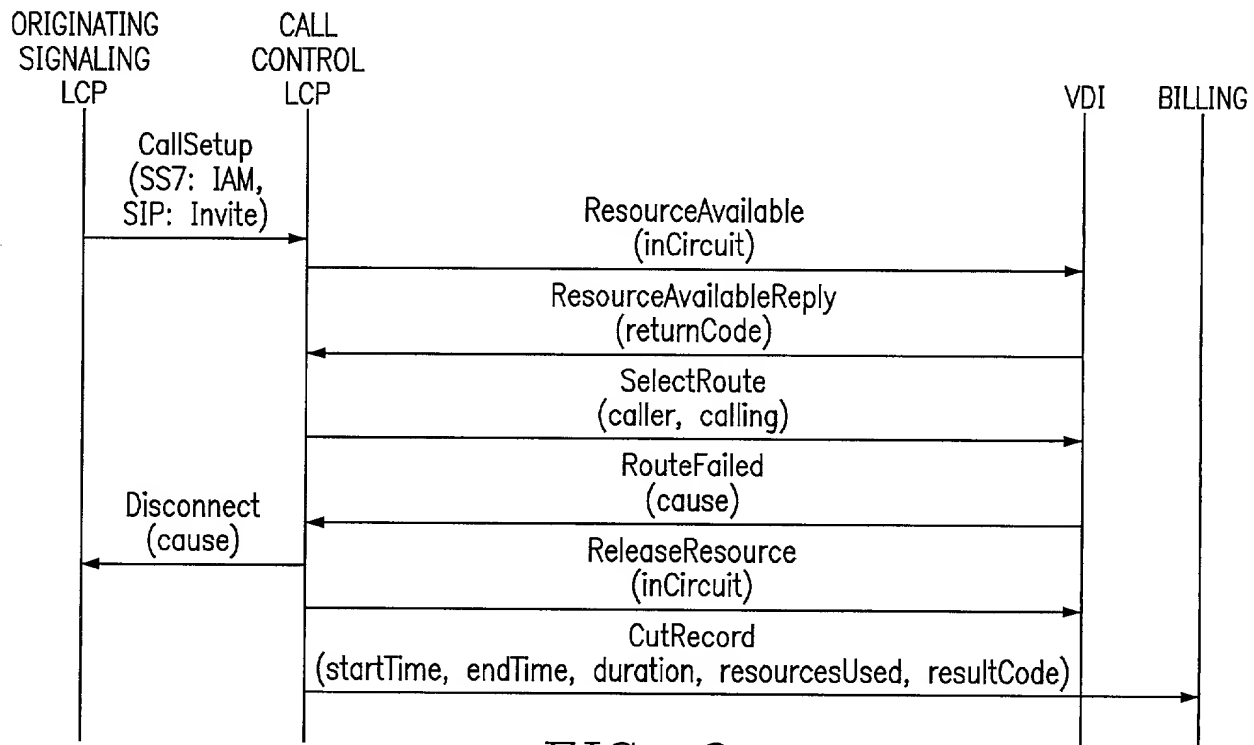 ORIGINATING
SIGNALING
LCP
CALL
CONTROL
LCP
VDI
BILLING
CallSetup
(SS7: IAM,
SIP: Invite)
ResourceAvailable
(inCircuit)
ResourceAvailableReply
(returnCode)
SelectRoute
(caller, calling)
RouteFailed
(cause)
Disconnect
(cause)
ReleaseResource
(inCircuit)
CutRecord
(startTime, endTime, duration, resourcesUsed, resultCode)